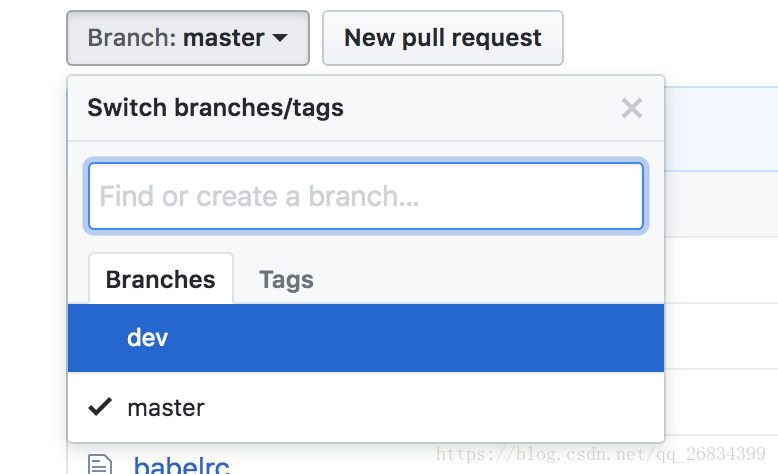 Branch: master New pull request
Switch branches/tags
Find or create a branch...
Branches Tags
dev
master
https://blog.csdn.net/qq_26834399
babelrc